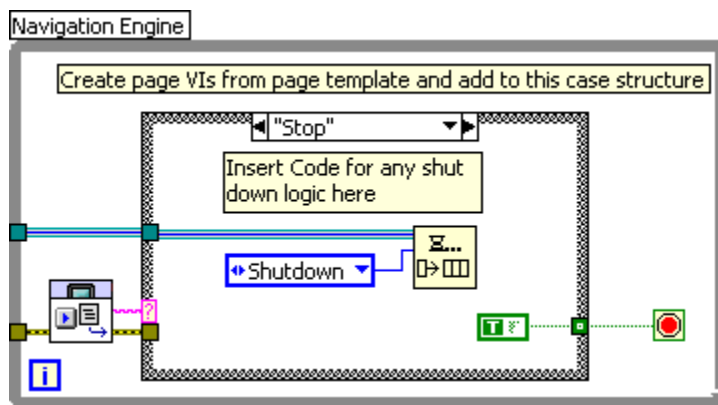 Navigation Engine
Create page VIs from page template and add to this case structure
"Stop"
Insert Code for any shut
down logic here
Shutdown
?
T
i